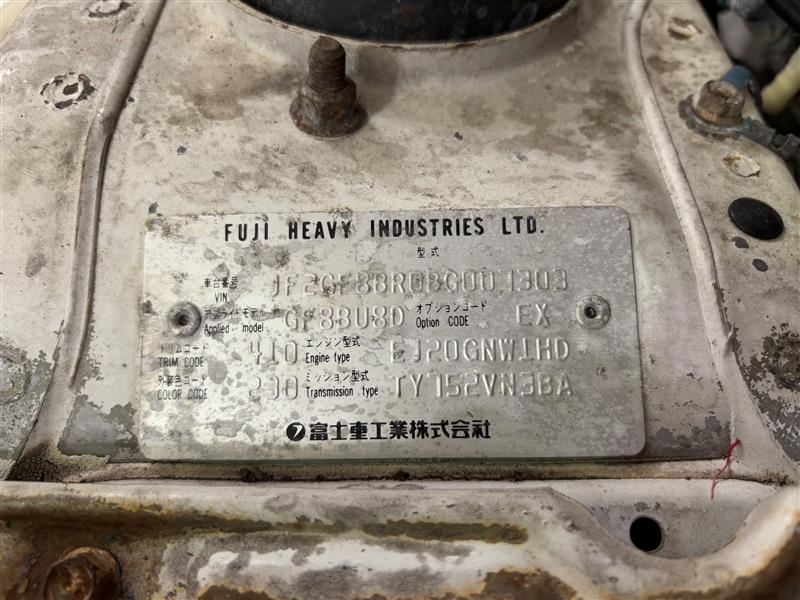 FUJI HEAVY INDUSTRIES LTD.
型式
車台番号
VIN JF2GF8BR0BG001303
アプライドモデル オプションコード
Applied model GF8BU8D Option CODE EX
トリムコード エンジン型式
TRIM CODE 410 Engine type EJ20GNW1HD
外装色コード ミッション型式
COLOR CODE 230 Transmission type TY752VN3BA
富士重工業株式会社